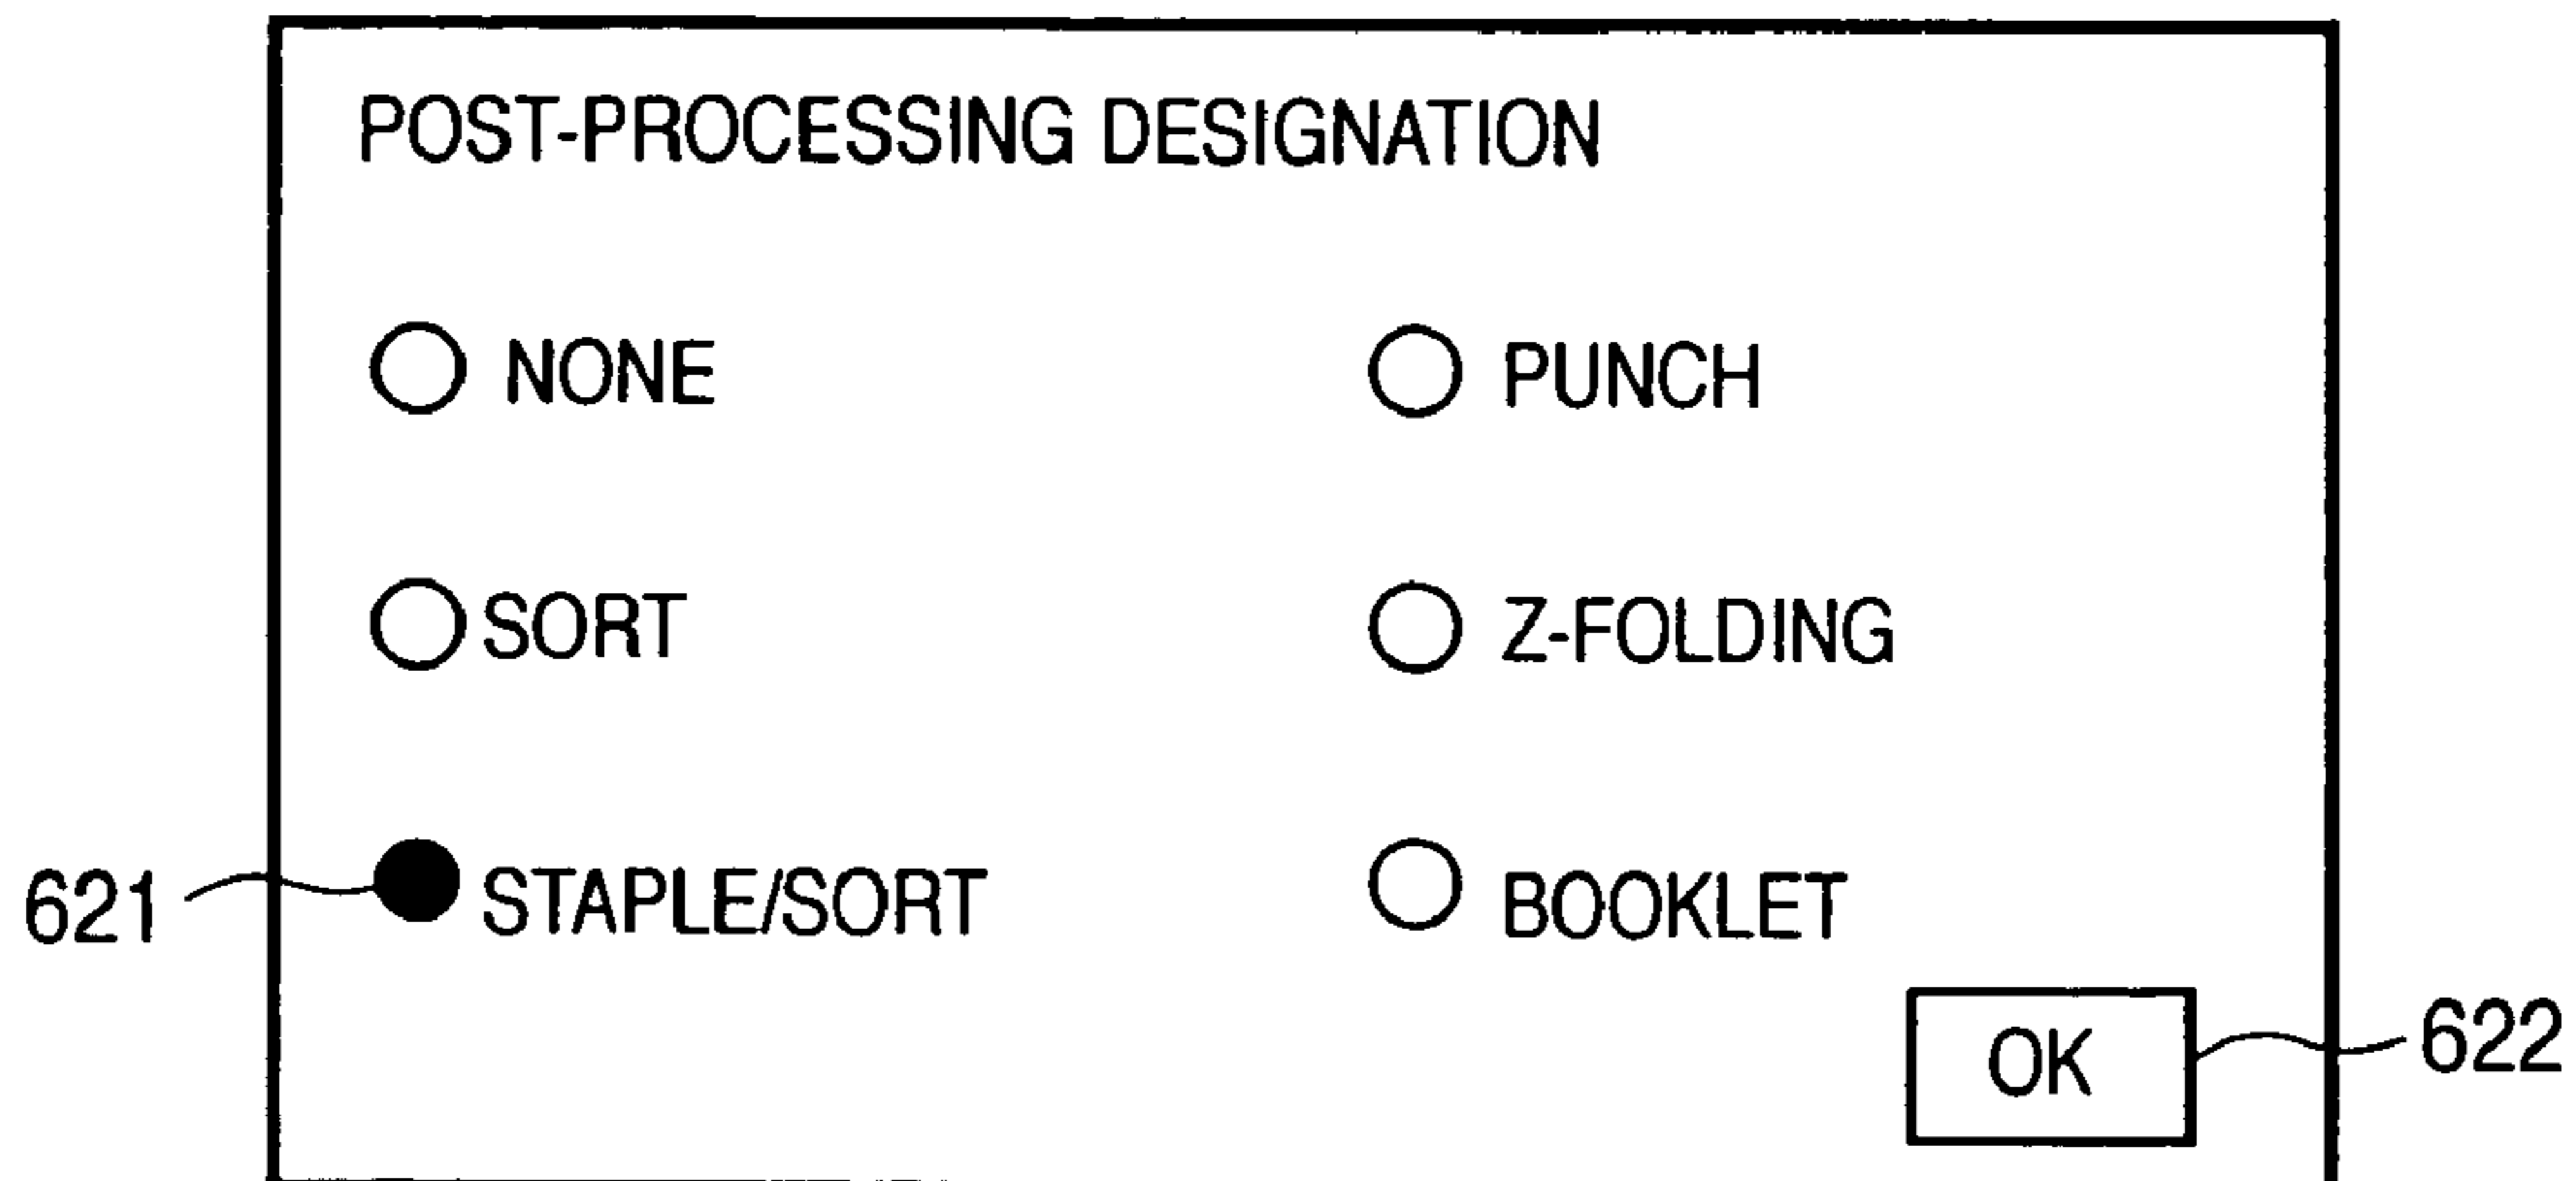 POST-PROCESSING DESIGNATION
NONE
PUNCH
SORT
Z-FOLDING
621
STAPLE/SORT
BOOKLET
OK
622